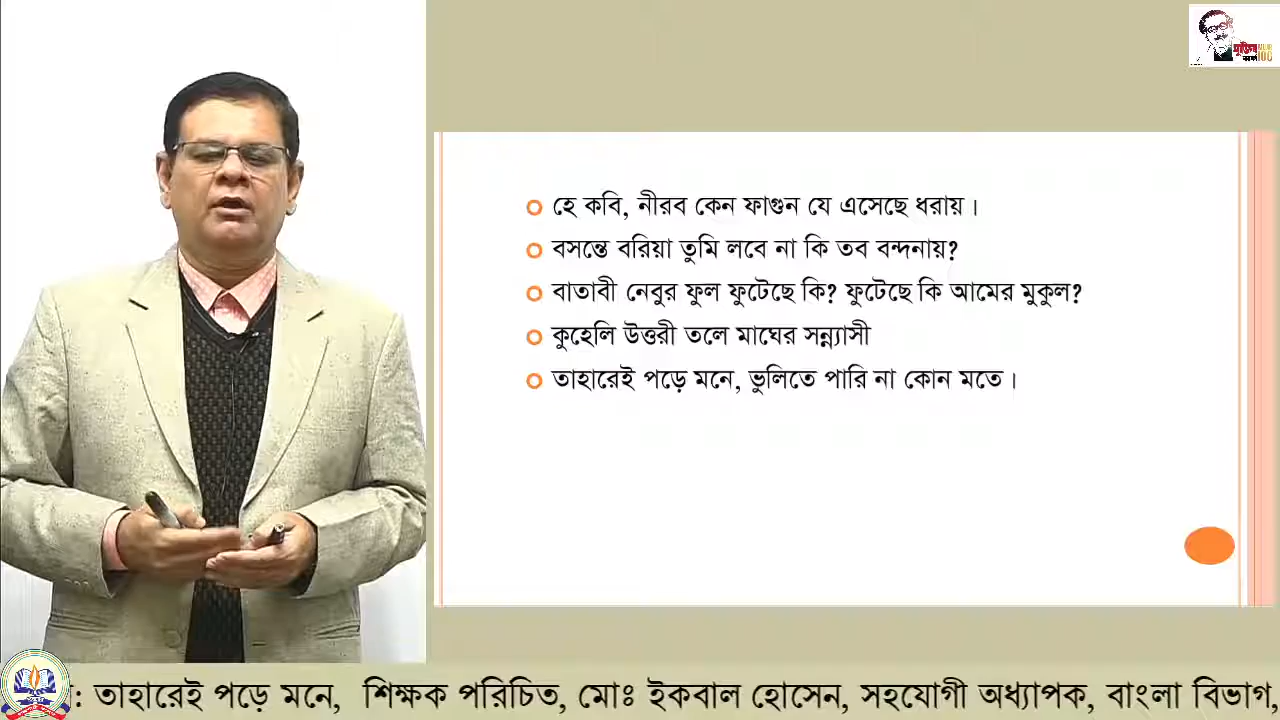 হে কবি, নীরব কেন ফাগুন যে এসেছে ধরায়।
বসন্তে বরিয়া তুমি লবে না কি তব বন্দনায়?
বাতাবী নেবুর ফুল ফুটেছে কি? ফুটেছে কি আমের মুকুল?
কুহেলি উত্তরী তলে মাঘের সন্ন্যাসী
তাহারেই পড়ে মনে, ভুলিতে পারি না কোন মতে।
: তাহারেই পড়ে মনে, শিক্ষক পরিচিত, মোঃ ইকবাল হোসেন, সহযোগী অধ্যাপক, বাংলা বিভাগ,